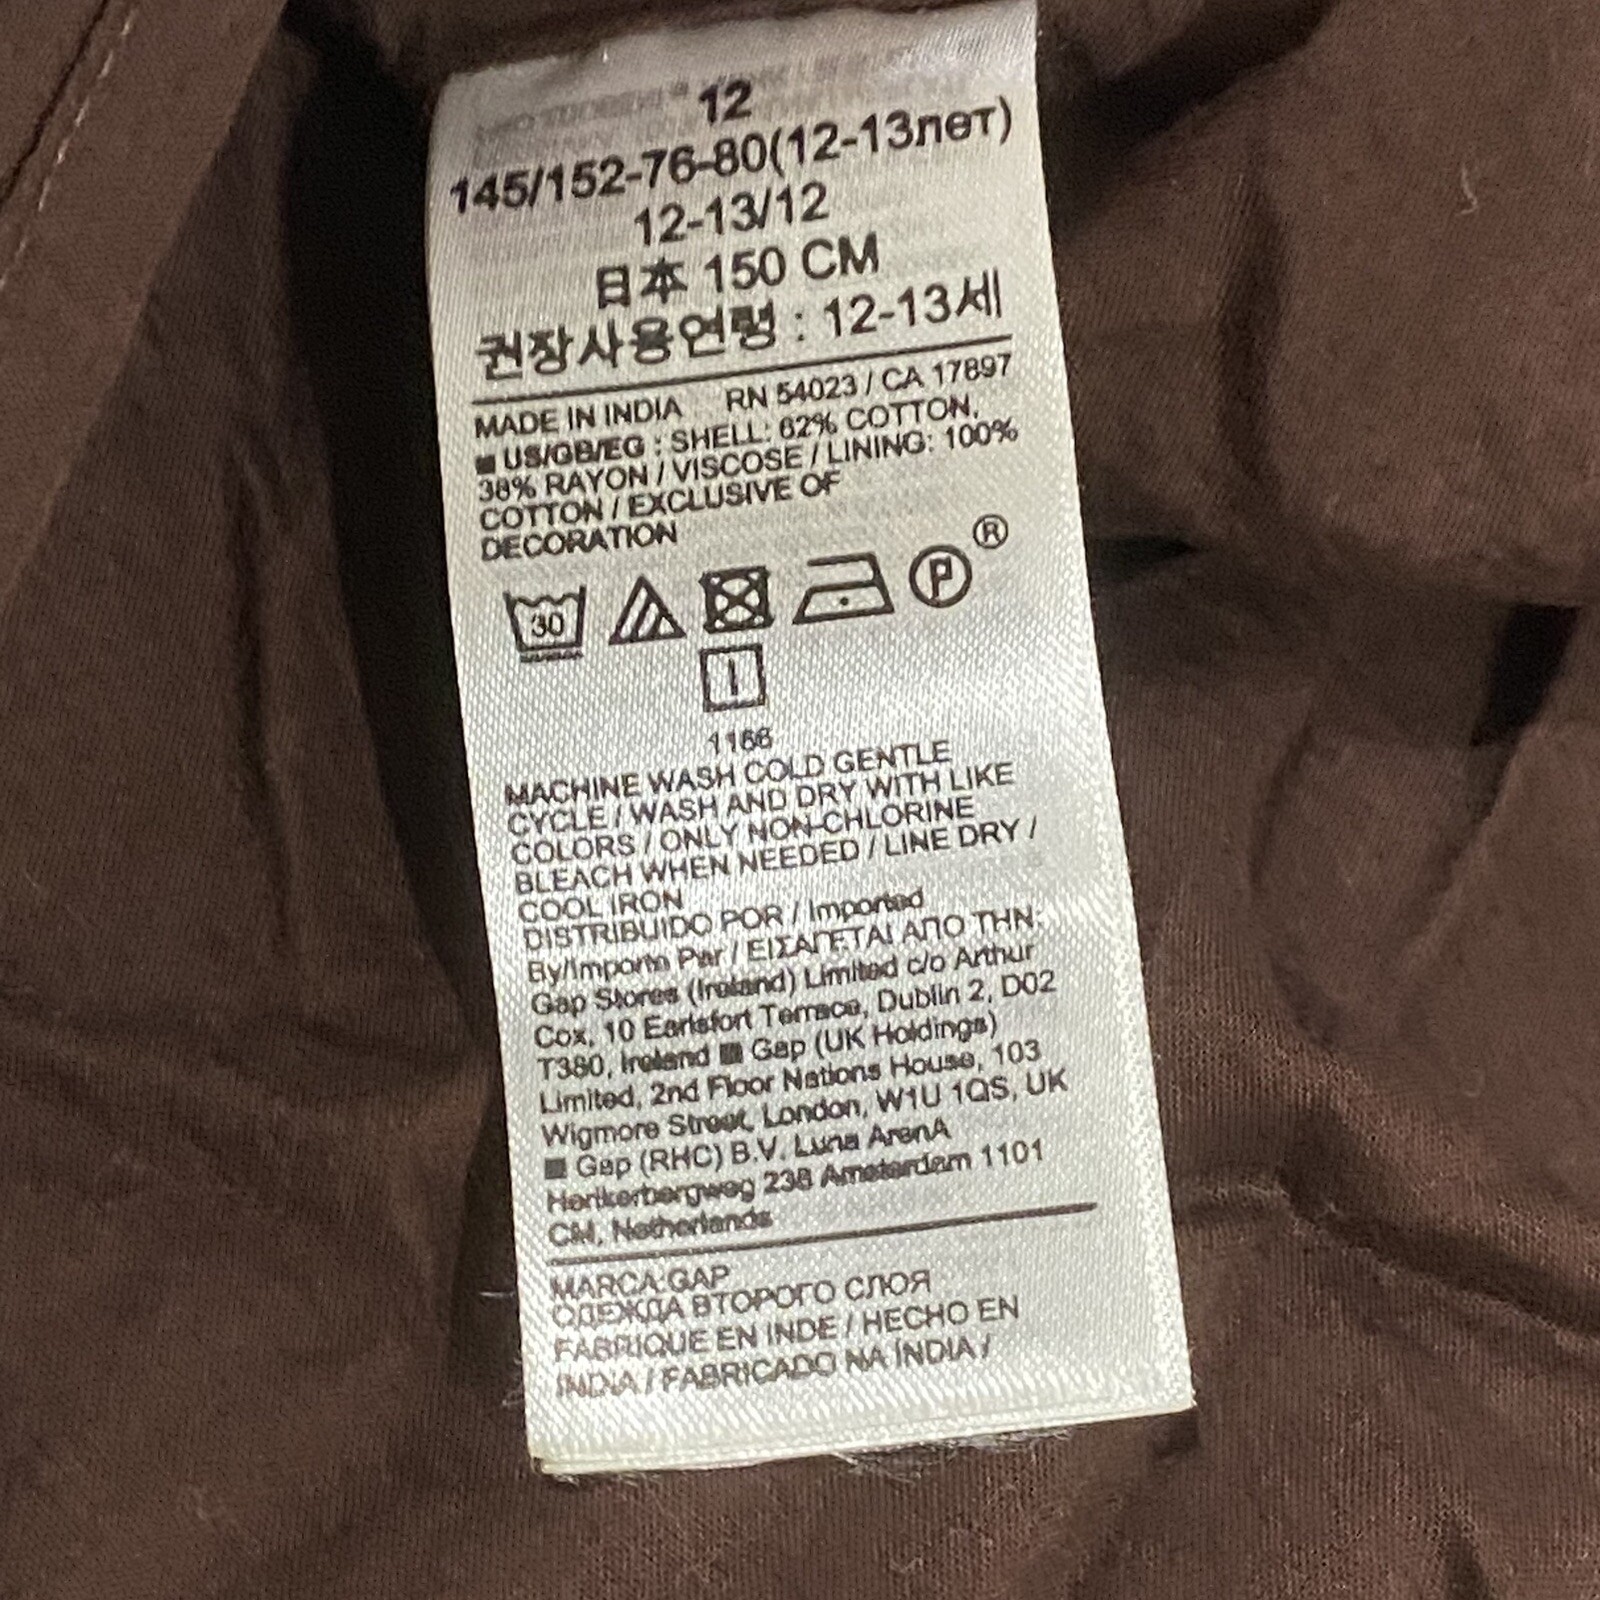 12
145/152-76-80(12-13лет)
12-13/12
日本 150 CM
권장사용연령 : 12-13세
MADE IN INDIA RN 54023 / CA 17897
■ US/GB/EG : SHELL: 62% COTTON,
38% RAYON / VISCOSE / LINING: 100%
COTTON / EXCLUSIVE OF
DECORATION
30
P ®
1166
MACHINE WASH COLD GENTLE
CYCLE / WASH AND DRY WITH LIKE
COLORS / ONLY NON-CHLORINE
BLEACH WHEN NEEDED / LINE DRY /
COOL IRON
DISTRIBUIDO POR / Imported
By/Importé Par / ΕΙΣΑΓΕΤΑΙ ΑΠΟ ΤΗΝ:
Gap Stores (Ireland) Limited c/o Arthur
Cox, 10 Earlsfort Terrace, Dublin 2, D02
T380, Ireland ■ Gap (UK Holdings)
Limited, 2nd Floor Nations House, 103
Wigmore Street, London, W1U 1QS, UK
■ Gap (RHC) B.V. Luna ArenA
Herikerbergweg 238 Amsterdam 1101
CM, Netherlands
MARCA:GAP
ОДЕЖДА ВТОРОГО СЛОЯ
FABRIQUE EN INDE / HECHO EN
INDIA / FABRICADO NA ÍNDIA /